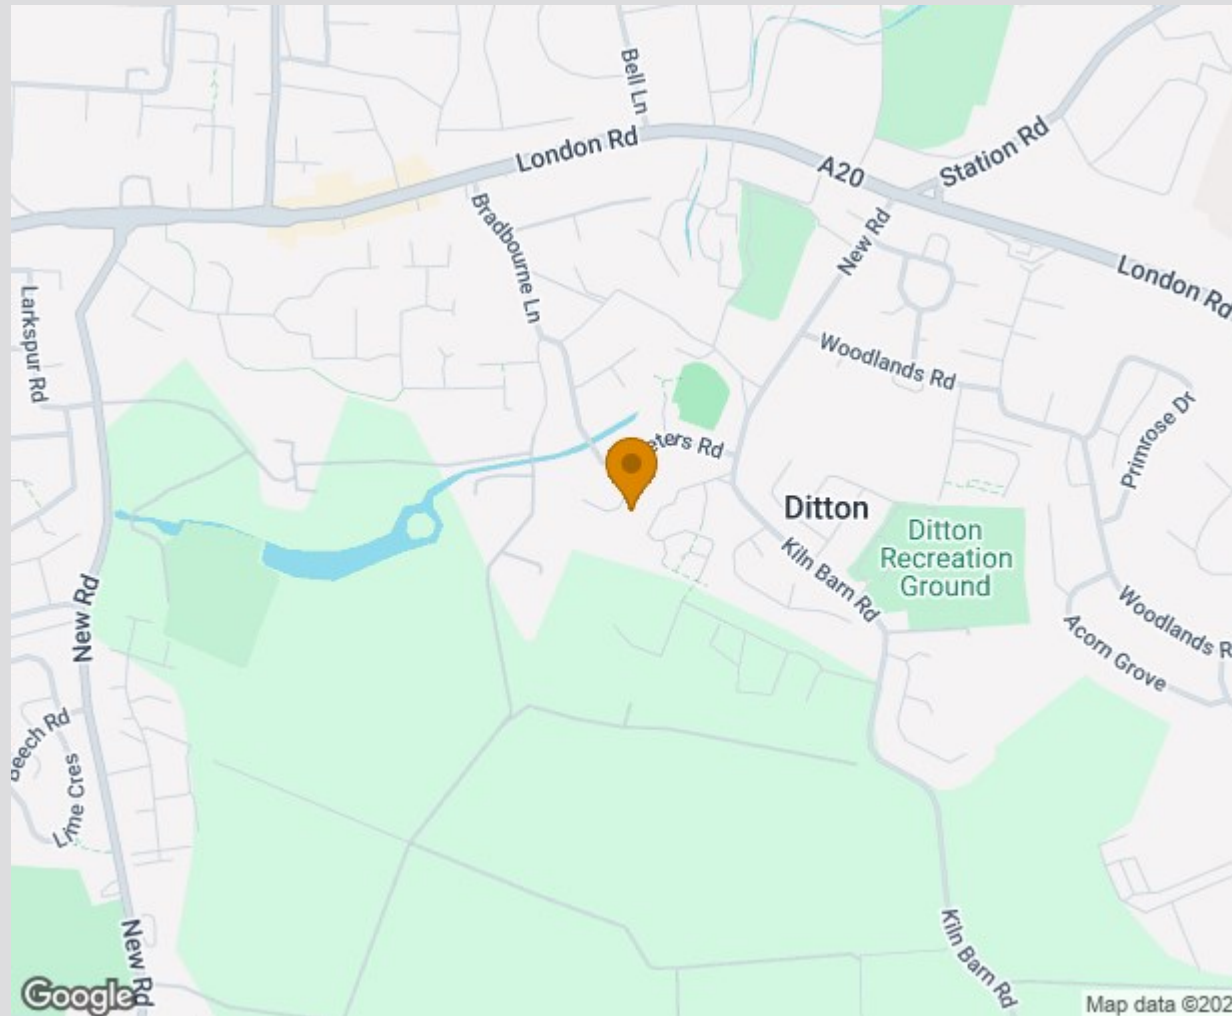 Bell Ln
London Rd
A20
Station Rd
New Rd
London Rd
Bradbourne Ln
Larkspur Rd
Woodlands Rd
Primrose Dr
eters Rd
Ditton
Ditton
Recreation
Ground
Kiln Barn Rd
New Rd
Woodlands R
Acorn Grove
Beech Rd
Lime Cres
New Rd
Kiln Barn Rd
Google
Map data ©202